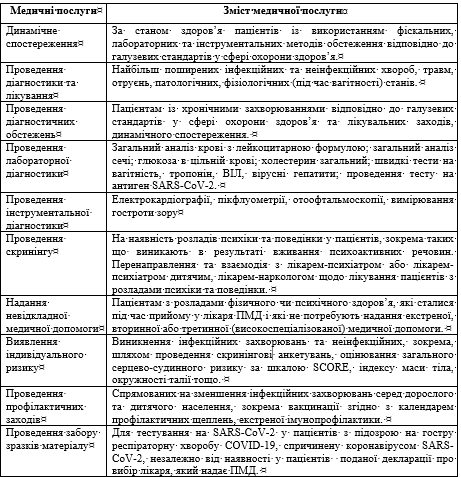 Медичні послуги	Зміст медичної послуги
Динамічне спостереження	За станом здоров’я пацієнтів із використанням фіскальних,
лабораторних та інструментальних методів обстеження відповідно до
галузевих стандартів у сфері охорони здоров’я.
Проведення діагностики та лікування	Найбільш поширених інфекційних та неінфекційних хвороб, травм,
отруєнь, патологічних, фізіологічних (під час вагітності) станів.
Проведення діагностичних обстежень	Пацієнтам із хронічними захворюваннями відповідно до галузевих
стандартів у сфері охорони здоров’я та лікувальних заходів,
динамічного спостереження.
Проведення лабораторної діагностики	Загальний аналіз крові з лейкоцитарною формулою; загальний аналіз
сечі; глюкоза в цільній крові; холестерин загальний; швидкі тести на
вагітність, тропонін, ВІЛ, вірусні гепатити; проведення тесту на
антиген SARS-CoV-2.
Проведення інструментальної діагностики	Електрокардіографії, пікфлуометрії, отоофтальмоскопії, вимірювання
гостроти зору
Проведення скринінгу	На наявність розладів психіки та поведінки у пацієнтів, зокрема таких
що виникають в результаті вживання психоактивних речовин.
Перенаправлення та взаємодія з лікарем-психіатром або лікарем-
психіатром дитячим, лікарем-наркологом щодо лікування пацієнтів з
розладами психіки та поведінки.
Надання невідкладної медичної допомоги	Пацієнтам з розладами фізичного чи психічного здоров’я, які сталися
під час прийому у лікаря ПМД і які не потребують надання екстреної,
вторинної або третинної (високоспеціалізованої) медичної допомоги.
Виявлення індивідуального ризику	Виникнення інфекційних захворювань та неінфекційних, зокрема,
шляхом проведення скринінгові анкетувань, оцінювання загального
серцево-судинного ризику за шкалою SCORE, індексу маси тіла,
окружності талії тощо.
Проведення профілактичних заходів	Спрямованих на зменшення інфекційних захворювань серед дорослого
та дитячого населення, зокрема вакцинації згідно з календарем
профілактичних щеплень, екстреної імунопрофілактики.
Проведення забору зразків матеріалу	Для тестування на SARS-CoV-2 у пацієнтів з підозрою на гостру
респіраторну хворобу COVID-19, спричинену коронавірусом SARS-
CoV-2, незалежно від наявності у пацієнтів поданої декларації про
вибір лікаря, який надає ПМД.